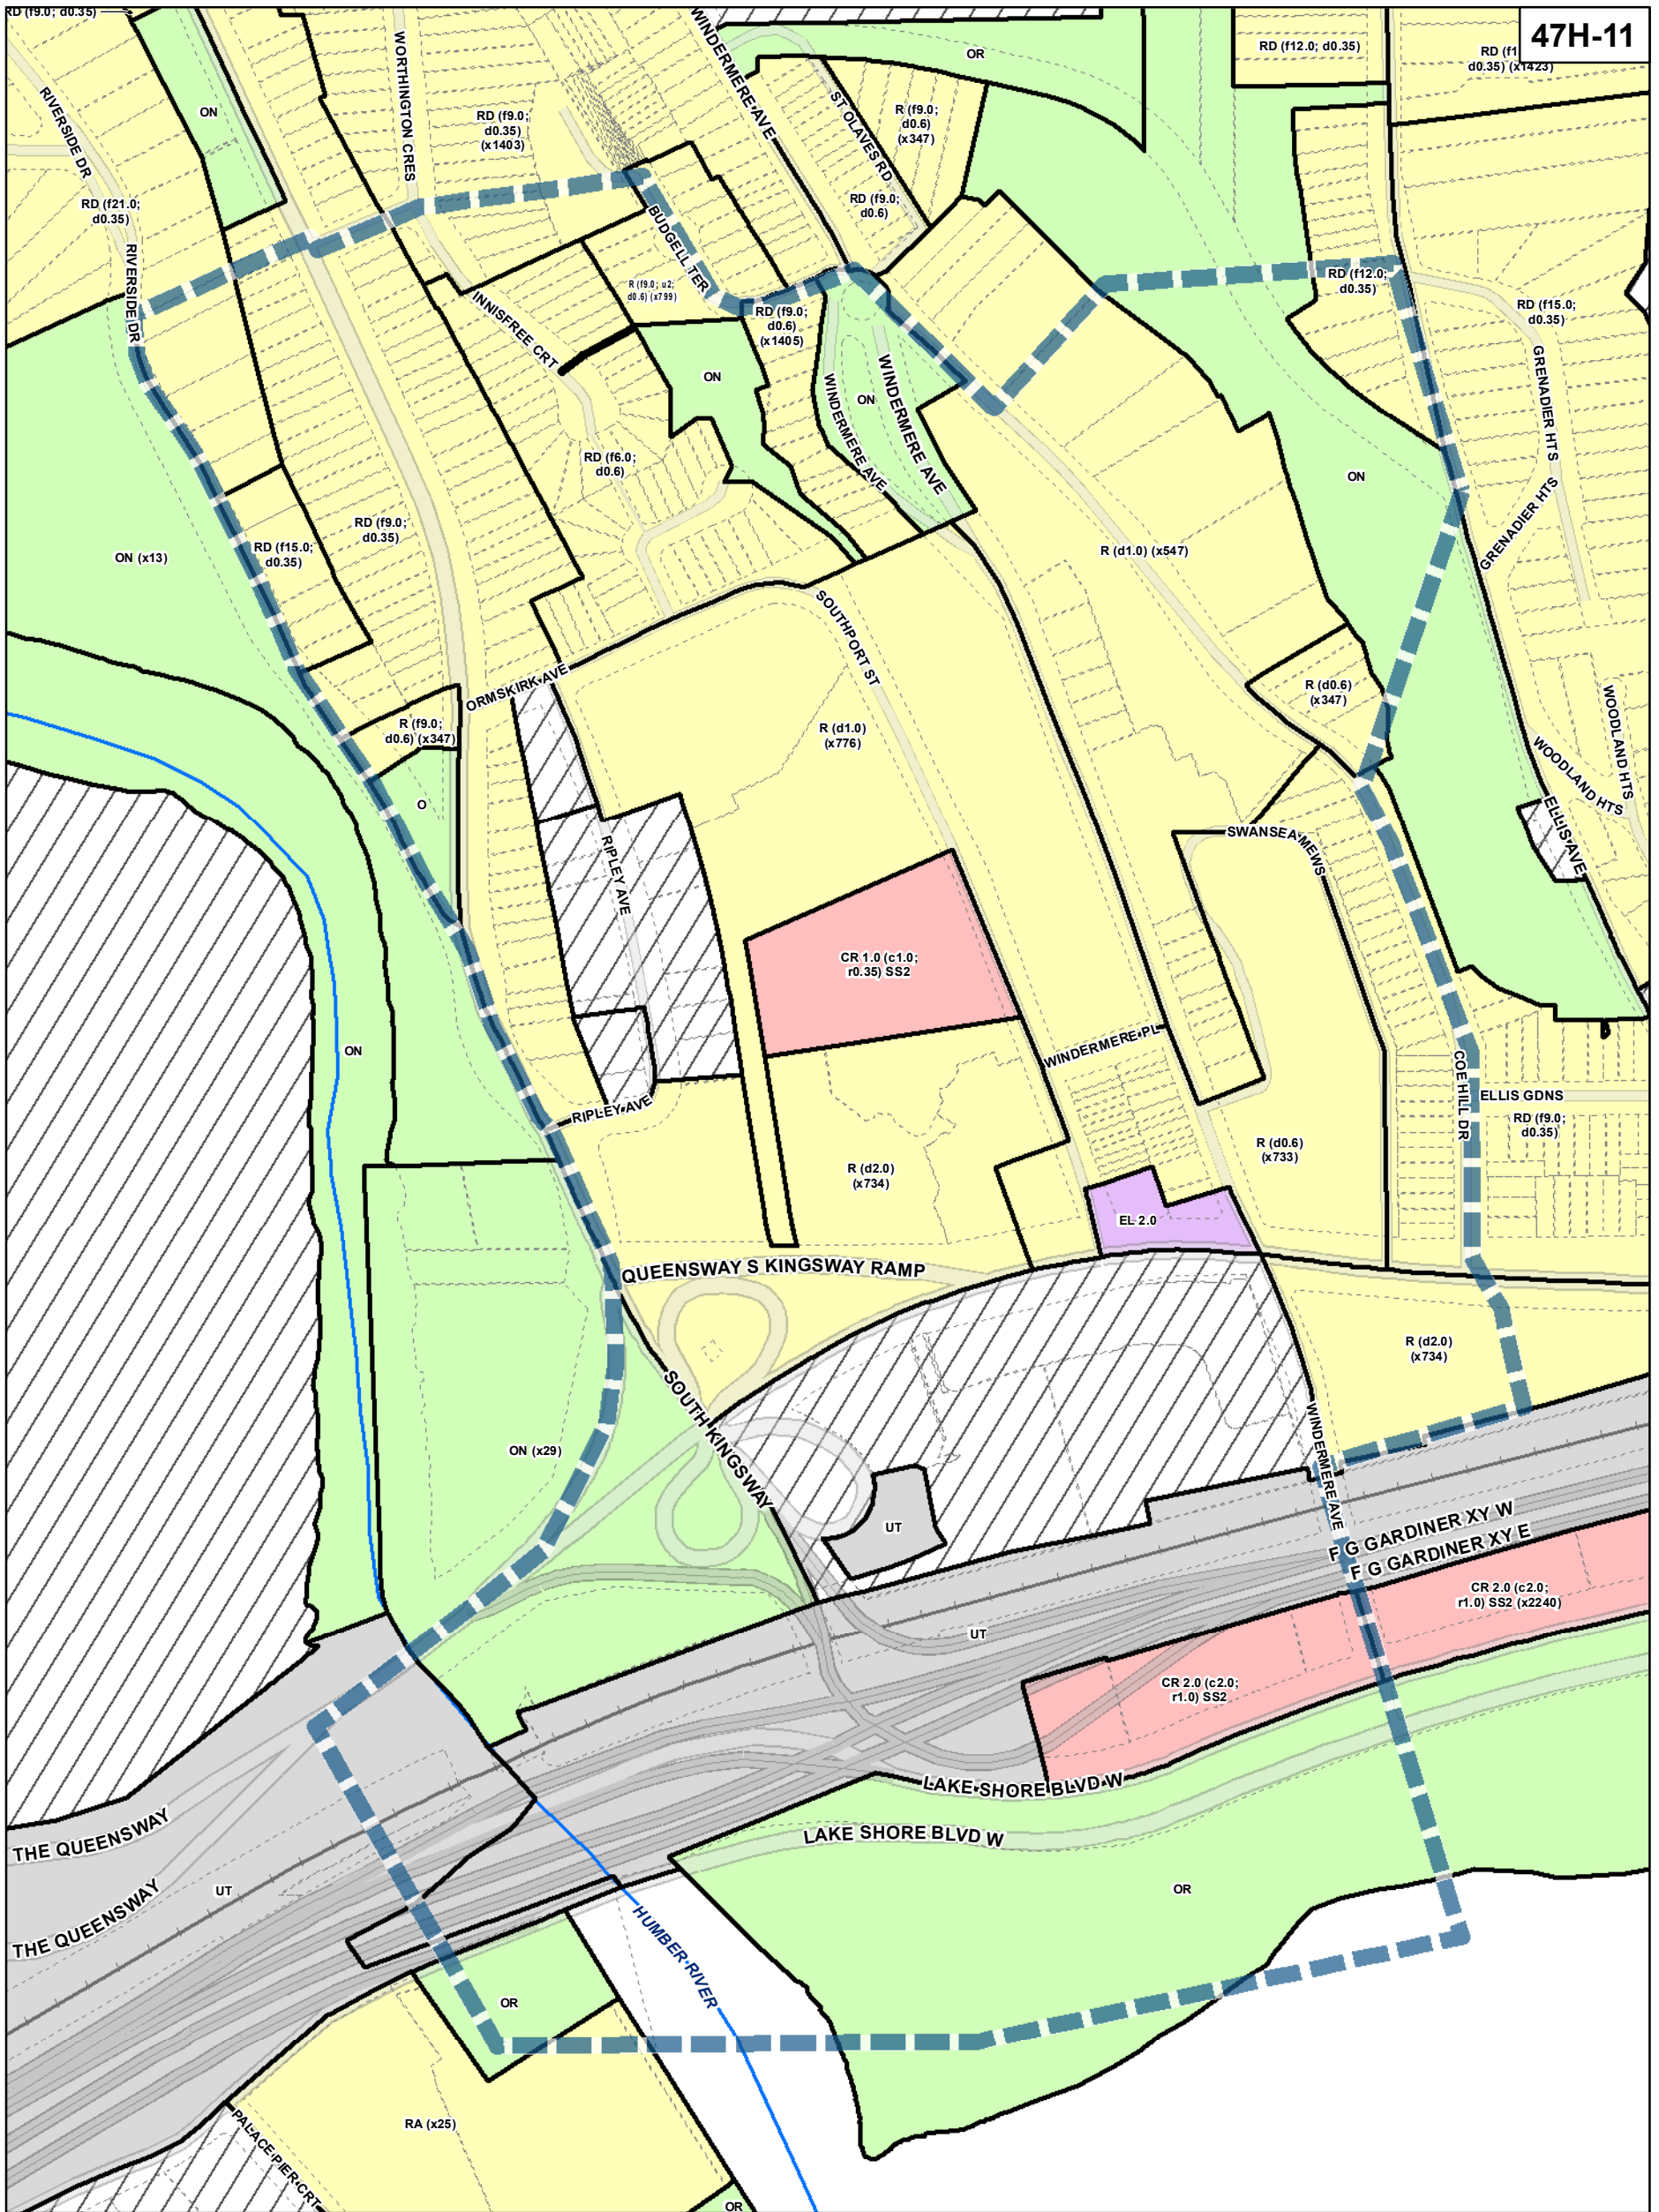 RD (f9.0; d0.35)
47H-11
OR
RD (f12.0; d0.35)
d0.35) (x1423)
WINDERMERE AVE
WORTHINGTON CRES
RIVERSIDE DR
ON
RD (f9.0;
d0.35)
(x1403)
ST OLAVES RD
R (f9.0;
d0.6)
(x347)
RD (f21.0;
d0.35)
RD (f9.0;
d0.6)
BUDGELL TER
RIVERSIDE DR
R (f9.0; u2;
d0.6) (x799)
INNISFREE CRT
RD (f9.0;
d0.6)
(x1405)
RD (f12.0;
d0.35)
RD (f15.0;
d0.35)
GRENADIER HTS
ON
ON
WINDERMERE AVE
WINDERMERE AVE
RD (f6.0;
d0.6)
ON
GRENADIER HTS
RD (f9.0;
d0.35)
ON (x13)
RD (f15.0;
d0.35)
R (d1.0) (x547)
SOUTHPORT ST
ORMSKIRK AVE
R (d0.6)
(x347)
WOODLAND HTS
R (f9.0;
d0.6) (x347)
R (d1.0)
(x776)
WOODLAND HTS
O
ELLIS AVE
SWANSEA MEWS
RIPLEY AVE
CR 1.0 (c1.0;
r0.35) SS2
ON
WINDERMERE PL
COE HILL DR
RIPLEY AVE
ELLIS GDNS
RD (f9.0;
d0.35)
R (d0.6)
(x733)
R (d2.0)
(x734)
EL 2.0
QUEENSWAY S KINGSWAY RAMP
R (d2.0)
(x734)
SOUTH KINGSWAY
ON (x29)
WINDERMERE AVE
UT
F G GARDINER XY W
F G GARDINER XY E
CR 2.0 (c2.0;
r1.0) SS2 (x2240)
UT
CR 2.0 (c2.0;
r1.0) SS2
LAKE SHORE BLVD W
LAKE SHORE BLVD W
THE QUEENSWAY
UT
OR
THE QUEENSWAY
HUMBER RIVER
OR
RA (x25)
PALACE PIER CRT
OR